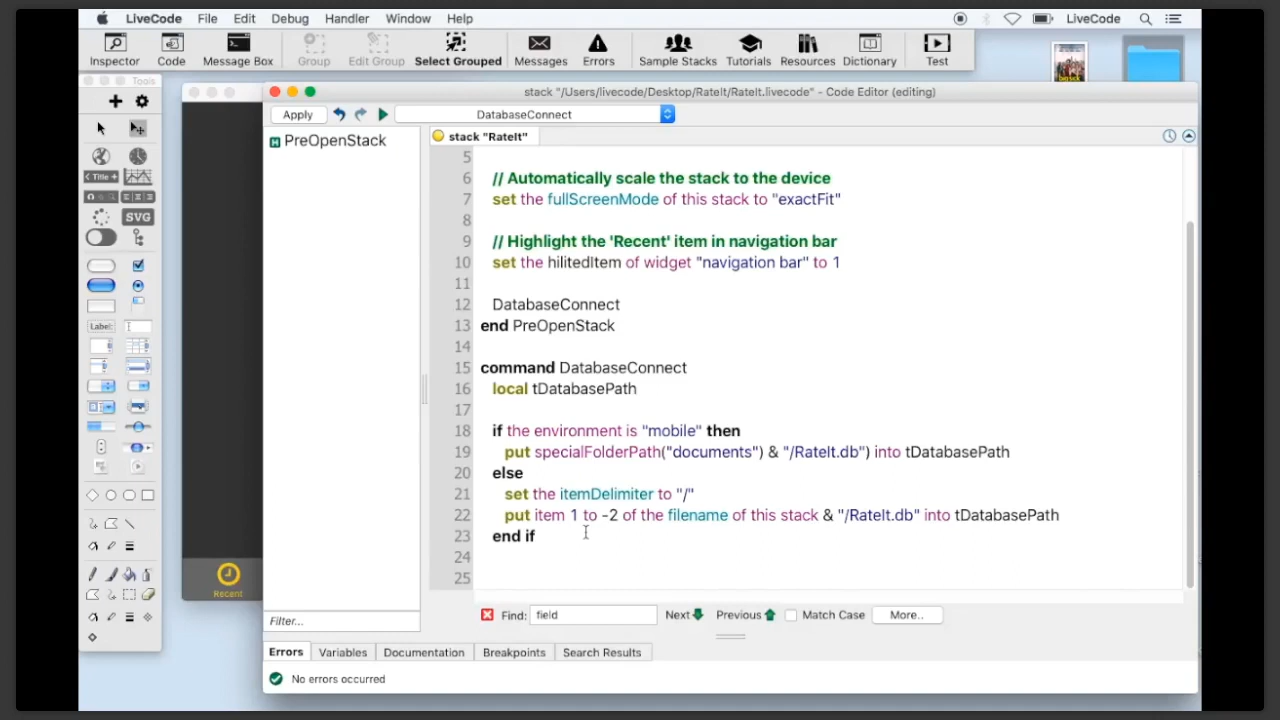 LiveCode File Edit Debug Handler Window Help LiveCode
Inspector Code Message Box Group Edit Group Select Grouped Messages Errors Sample Stacks Tutorials Resources Dictionary Test
Tools
stack "/Users/livecode/Desktop/RateIt/RateIt.livecode" - Code Editor (editing)
Apply DatabaseConnect
PreOpenStack
stack "RateIt"
5
6 // Automatically scale the stack to the device
7 set the fullScreenMode of this stack to "exactFit"
8
9 // Highlight the 'Recent' item in navigation bar
10 set the hilitedItem of widget "navigation bar" to 1
11
12 DatabaseConnect
13 end PreOpenStack
14
15 command DatabaseConnect
16 local tDatabasePath
17
18 if the environment is "mobile" then
19 put specialFolderPath("documents") & "/RateIt.db") into tDatabasePath
20 else
21 set the itemDelimiter to "/"
22 put item 1 to -2 of the filename of this stack & "/RateIt.db" into tDatabasePath
23 end if
24
25
< Title +
SVG
Label:
Recent
Filter...
Find: field Next Previous Match Case More..
Errors Variables Documentation Breakpoints Search Results
No errors occurred